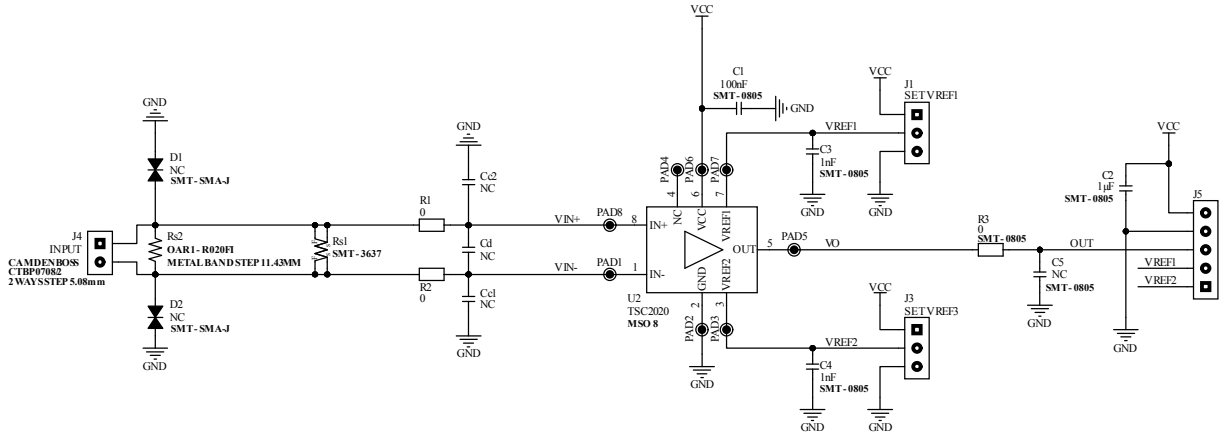 GND
D1
NC
SMT-SMA-J
J4
INPUT
CAMDENBOSS
CTBP0708/2
2 WAYS STEP 5.08mm
Rs2
OAR1-R020FI
METAL BAND STEP 11.43MM
D2
NC
SMT-SMA-J
GND
Rs1
SMT-3637
R1
0
R2
0
GND
Cc2
NC
Cd
NC
Cc1
NC
GND
VIN+
PAD8
8
VIN-
PAD1
1
VCC
C1
100nF
SMT-0805
GND
PAD4
PAD6
PAD7
4
6
7
NC
VCC
VREF1
IN+
IN-
OUT
GND
VREF2
U2
TSC2020
MSO8
2
3
PAD2
PAD3
GND
5
PAD5
VO
VREF1
C3
1nF
SMT-0805
GND
VCC
J1
SET VREF1
GND
VREF2
C4
1nF
SMT-0805
GND
VCC
J3
SET VREF3
GND
R3
0
SMT-0805
OUT
C5
NC
SMT-0805
GND
VCC
C2
1µF
SMT-0805
GND
J5
VREF1
VREF2